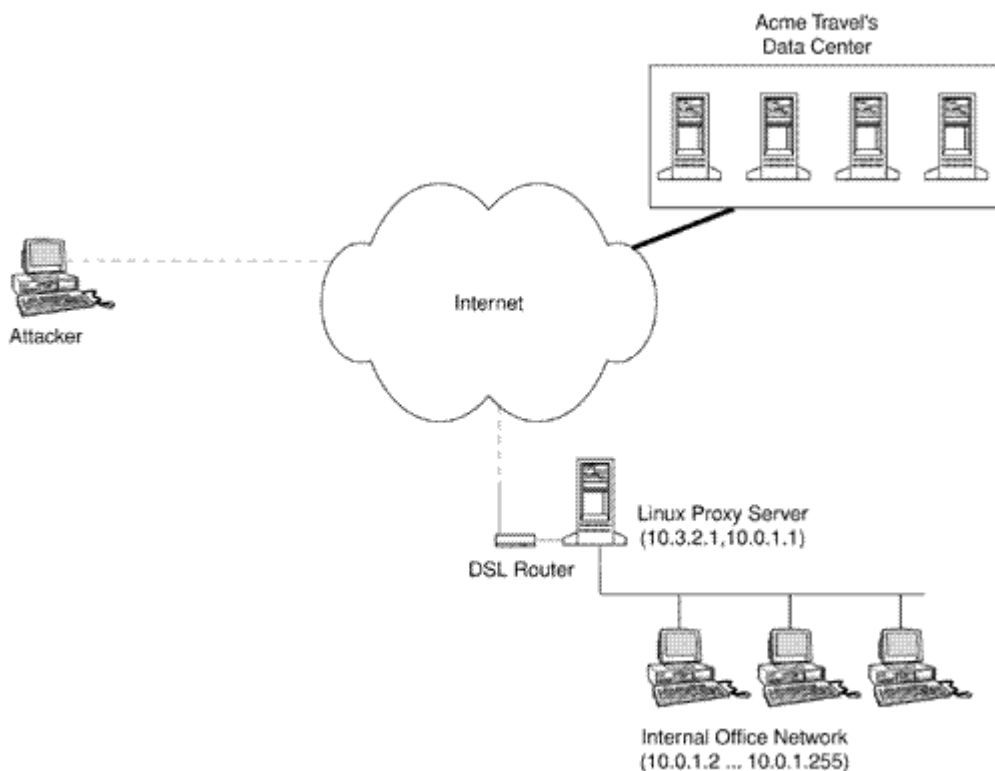 Acme Travel's
Data Center
Internet
Attacker
Linux Proxy Server
(10.3.2.1,10.0.1.1)
DSL Router
Internal Office Network
(10.0.1.2 ... 10.0.1.255)